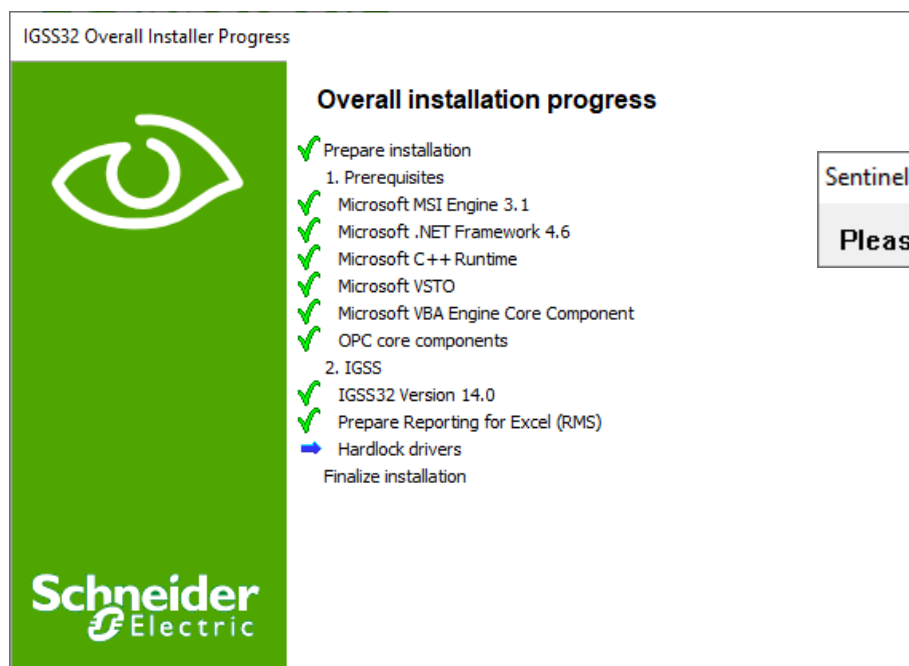 IGSS32 Overall Installer Progress
Overall installation progress
Prepare installation
1. Prerequisites
Microsoft MSI Engine 3.1
Microsoft .NET Framework 4.6
Microsoft C++ Runtime
Microsoft VSTO
Microsoft VBA Engine Core Component
OPC core components
2. IGSS
IGSS32 Version 14.0
Prepare Reporting for Excel (RMS)
Hardlock drivers
Finalize installation
Sentinel
Pleas
Schneider
Electric